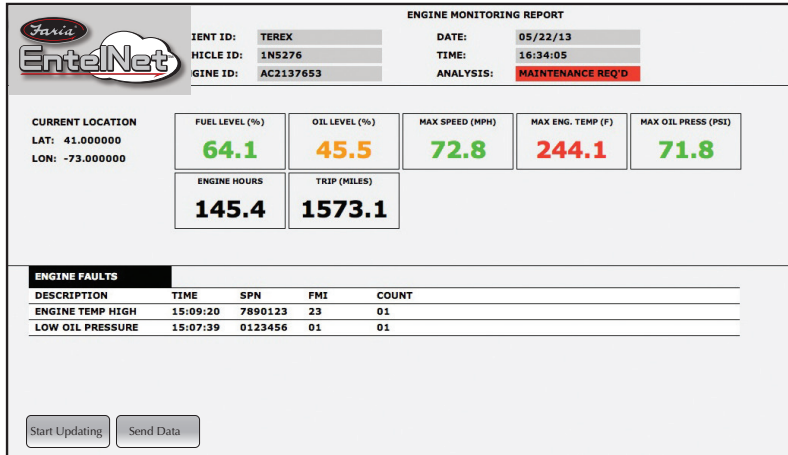 Faria
EntelNet
ENGINE MONITORING REPORT
IENT ID: TEREX DATE: 05/22/13
HICLE ID: 1N5276 TIME: 16:34:05
GINE ID: AC2137653 ANALYSIS: MAINTENANCE REQ'D
CURRENT LOCATION
LAT: 41.000000
LON: -73.000000
FUEL LEVEL (%) OIL LEVEL (%) MAX SPEED (MPH) MAX ENG. TEMP (F) MAX OIL PRESS (PSI)
64.1 45.5 72.8 244.1 71.8
ENGINE HOURS TRIP (MILES)
145.4 1573.1
ENGINE FAULTS
DESCRIPTION TIME SPN FMI COUNT
ENGINE TEMP HIGH 15:09:20 7890123 23 01
LOW OIL PRESSURE 15:07:39 0123456 01 01
Start Updating Send Data